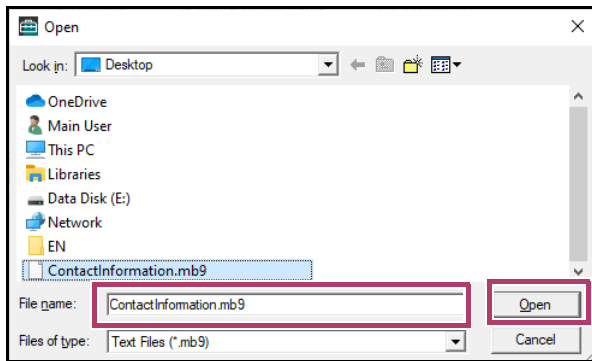 Open
Look in: Desktop
OneDrive
Main User
This PC
Libraries
Data Disk (E:)
Network
EN
ContactInformation.mb9
File name: ContactInformation.mb9 Open
Files of type: Text Files (*.mb9) Cancel